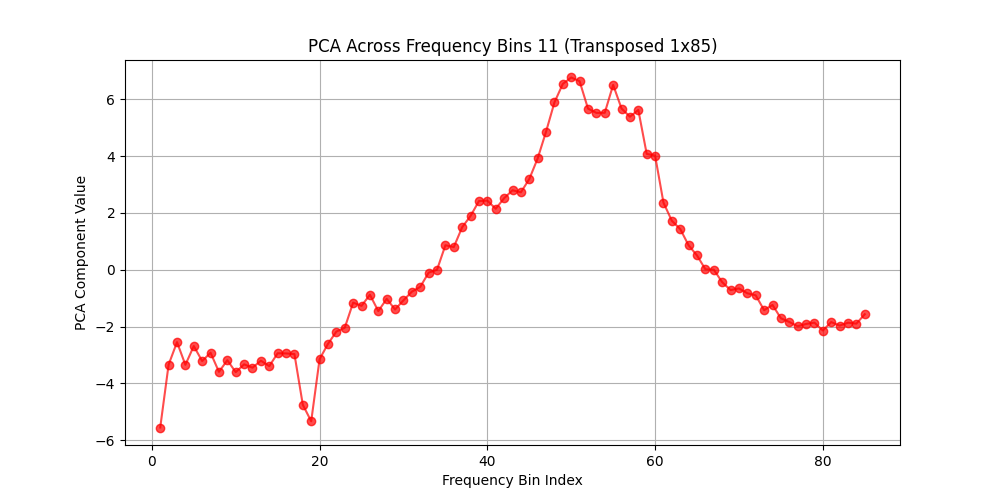 PCA Across Frequency Bins 11 (Transposed 1x85)
PCA Component Value
6
4
2
0
−2
−4
−6
0 20 40 60 80
Frequency Bin Index